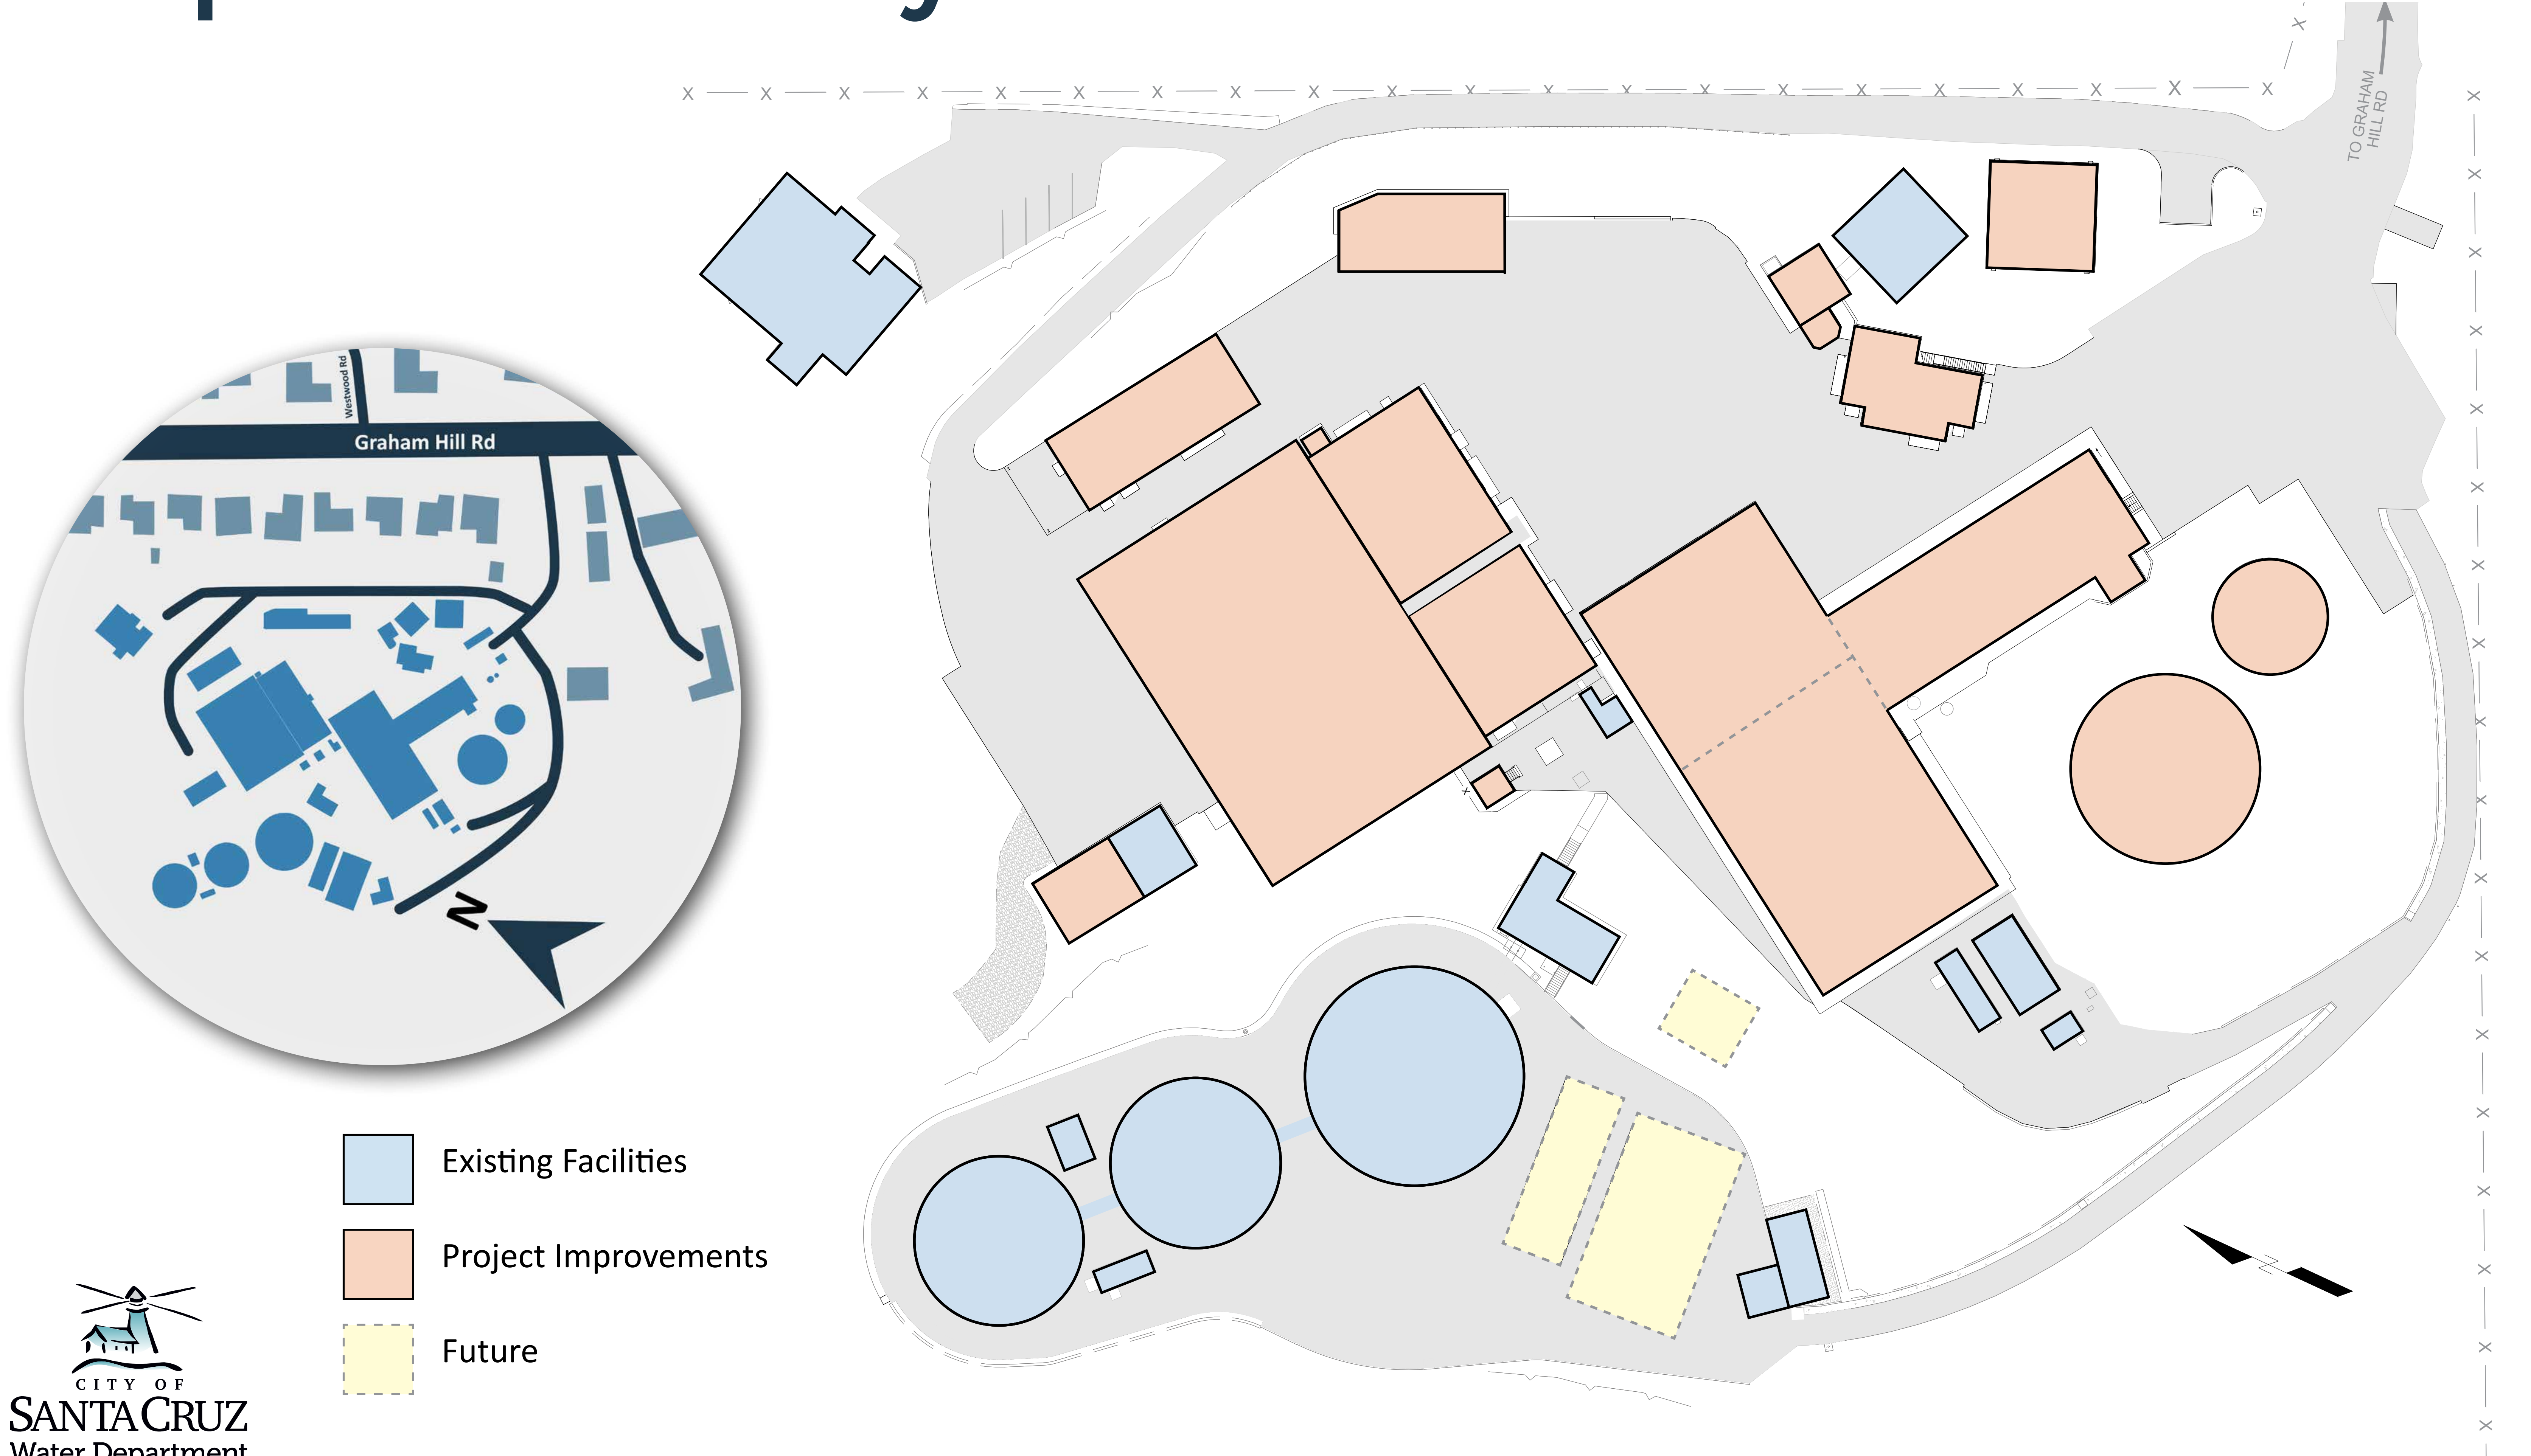 TO GRAHAM
HILL RD
Westwood Rd
Graham Hill Rd
N
Existing Facilities
Project Improvements
Future
CITY OF
SANTA CRUZ
Water Department